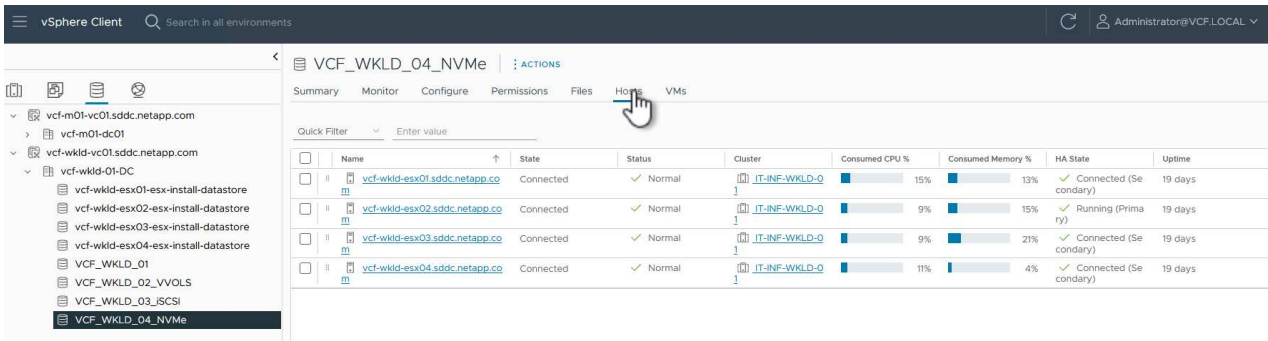 vSphere Client Search in all environments Administrator@VCF.LOCAL
VCF_WKLD_04_NVMe ACTIONS
Summary Monitor Configure Permissions Files Hosts VMs
vcf-m01-vc01.sddc.netapp.com
vcf-m01-dc01
vcf-wkld-vc01.sddc.netapp.com
vcf-wkld-01-DC
vcf-wkld-esx01-esx-install-datastore
vcf-wkld-esx02-esx-install-datastore
vcf-wkld-esx03-esx-install-datastore
vcf-wkld-esx04-esx-install-datastore
VCF_WKLD_01
VCF_WKLD_02_VVOLS
VCF_WKLD_03_iSCSI
VCF_WKLD_04_NVMe
Quick Filter Enter value
Name State Status Cluster Consumed CPU % Consumed Memory % HA State Uptime
vcf-wkld-esx01.sddc.netapp.co Connected Normal IT-INF-WKLD-0 15% 13% Connected (Se 19 days
m 1 condary)
vcf-wkld-esx02.sddc.netapp.co Connected Normal IT-INF-WKLD-0 9% 15% Running (Prima 19 days
m 1 ry)
vcf-wkld-esx03.sddc.netapp.co Connected Normal IT-INF-WKLD-0 9% 21% Connected (Se 19 days
m 1 condary)
vcf-wkld-esx04.sddc.netapp.co Connected Normal IT-INF-WKLD-0 11% 4% Connected (Se 19 days
m 1 condary)